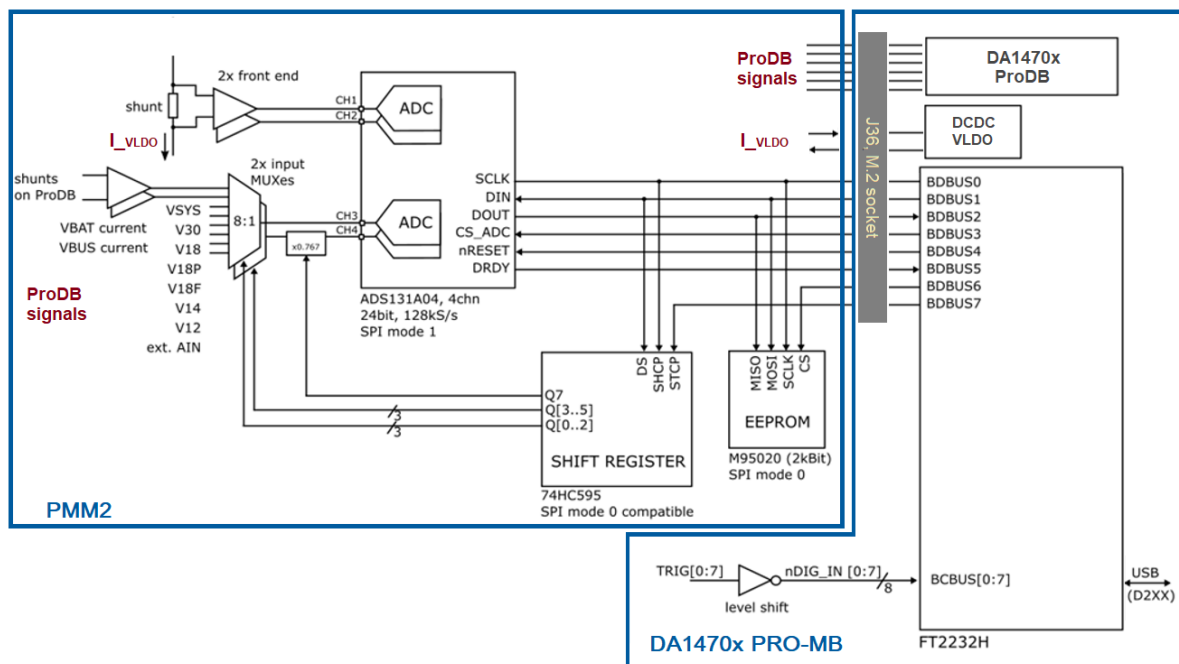 2x front end
shunt
CH1
CH2
ADC
I_VLDO
2x input
MUXes
shunts
on ProDB
VSYS
V30
V18
V18P
V18F
V14
V12
ext. AIN
VBAT current
VBUS current
8:1
CH3
CH4
x0.767
ADC
ProDB
signals
SCLK
DIN
DOUT
CS_ADC
nRESET
DRDY
ADS131A04, 4chn
24bit, 128kS/s
SPI mode 1
DS
SHCP
STCP
Q7
Q[3..5]
Q[0..2]
3
3
SHIFT REGISTER
74HC595
SPI mode 0 compatible
MISO
MOSI
SCLK
CS
EEPROM
M95020 (2kBit)
SPI mode 0
PMM2
ProDB
signals
I_VLDO
J36, M.2 socket
DA1470x
ProDB
DCDC
VLDO
BDBUS0
BDBUS1
BDBUS2
BDBUS3
BDBUS4
BDBUS5
BDBUS6
BDBUS7
TRIG[0:7]
nDIG_IN [0:7]
8
level shift
BCBUS[0:7]
USB
(D2XX)
FT2232H
DA1470x PRO-MB